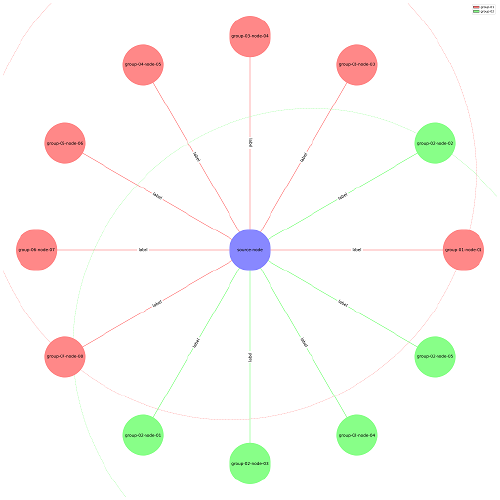 group-01
group-02
group-03-node-04
group-04-node-05
group-02-node-03
group-05-node-06
group-02-node-02
label
label
label
label
label
group-06-node-07
label
source-node
label
group-01-node-01
label
label
label
label
label
group-07-node-08
group-02-node-05
group-02-node-01
group-02-node-03
group-02-node-04